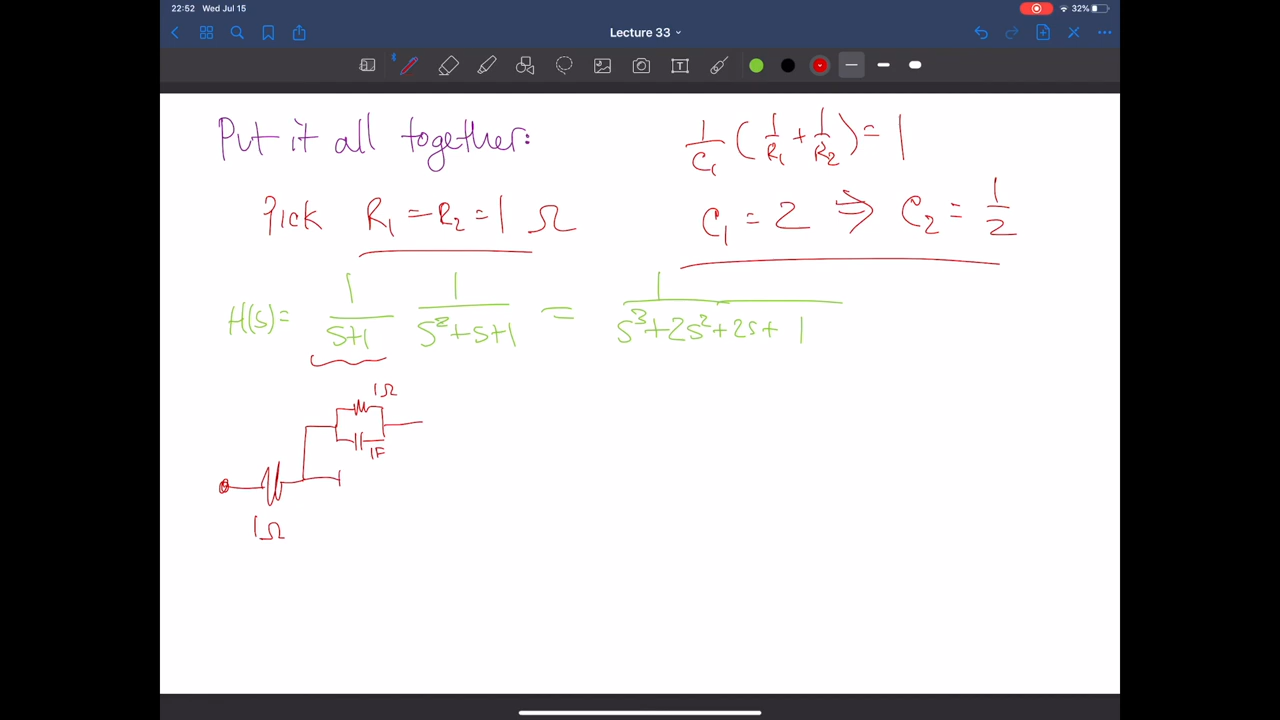 22:52 Wed Jul 15
32%
Lecture 33
T
Put it all together:
1/C₁ (1/R₁ + 1/R₂) = 1
Pick R₁ = R₂ = 1 Ω
C₁ = 2 ⇒ C₂ = 1/2
H(s) = 1/(s+1) 1/(s²+s+1) = 1/(s³+2s²+2s+1)
1Ω
1F
1Ω